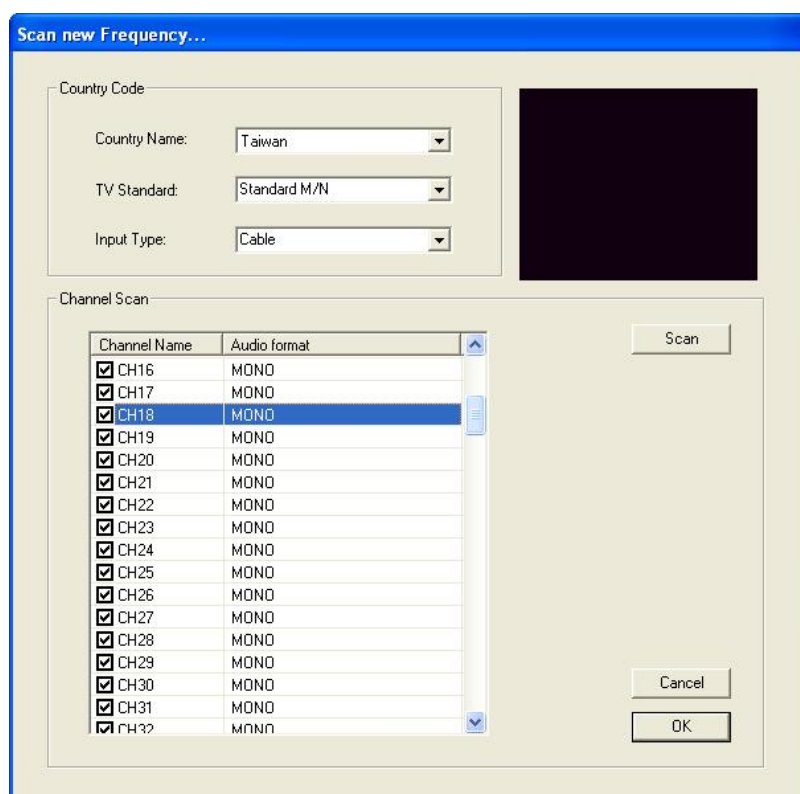 Scan new Frequency...
Country Code
Country Name:
Taiwan
TV Standard:
Standard M/N
Input Type:
Cable
Channel Scan
Scan
Channel Name Audio format
CH16 MONO
CH17 MONO
CH18 MONO
CH19 MONO
CH20 MONO
CH21 MONO
CH22 MONO
CH23 MONO
CH24 MONO
CH25 MONO
CH26 MONO
CH27 MONO
CH28 MONO
CH29 MONO
CH30 MONO
CH31 MONO
CH32 MONO
Cancel
OK